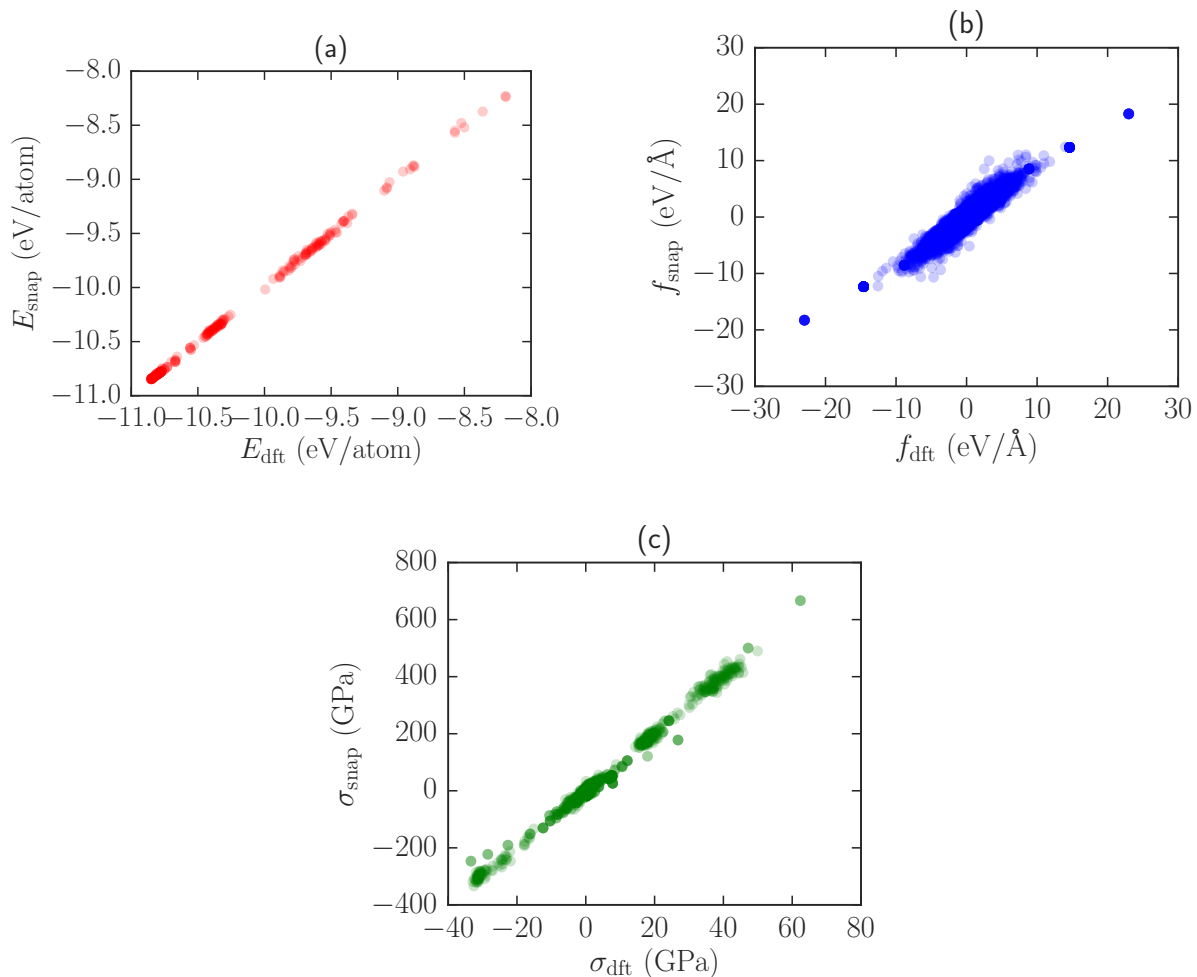 (a)
−8.0
−8.5
−9.0
−9.5
−10.0
−10.5
−11.0
E_snap (eV/atom)
−11.0 −10.5 −10.0 −9.5 −9.0 −8.5 −8.0
E_dft (eV/atom)
(b)
30
20
10
0
−10
−20
−30
f_snap (eV/Å)
−30 −20 −10 0 10 20 30
f_dft (eV/Å)
(c)
800
600
400
200
0
−200
−400
σ_snap (GPa)
−40 −20 0 20 40 60 80
σ_dft (GPa)